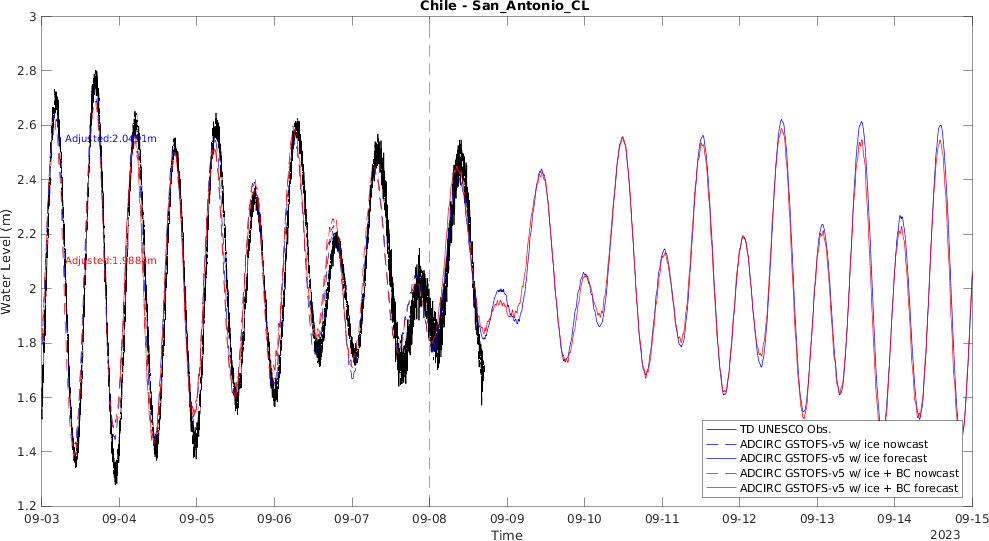 Chile - San_Antonio_CL
3
2.8
2.6
2.4
2.2
2
1.8
1.6
1.4
1.2
Water Level (m)
Adjusted:2.0491m
Adjusted:1.988m
TD UNESCO Obs.
ADCIRC GSTOFS-v5 w/ ice nowcast
ADCIRC GSTOFS-v5 w/ ice forecast
ADCIRC GSTOFS-v5 w/ ice + BC nowcast
ADCIRC GSTOFS-v5 w/ ice + BC forecast
09-03 09-04 09-05 09-06 09-07 09-08 09-09 09-10 09-11 09-12 09-13 09-14 09-15
Time
2023